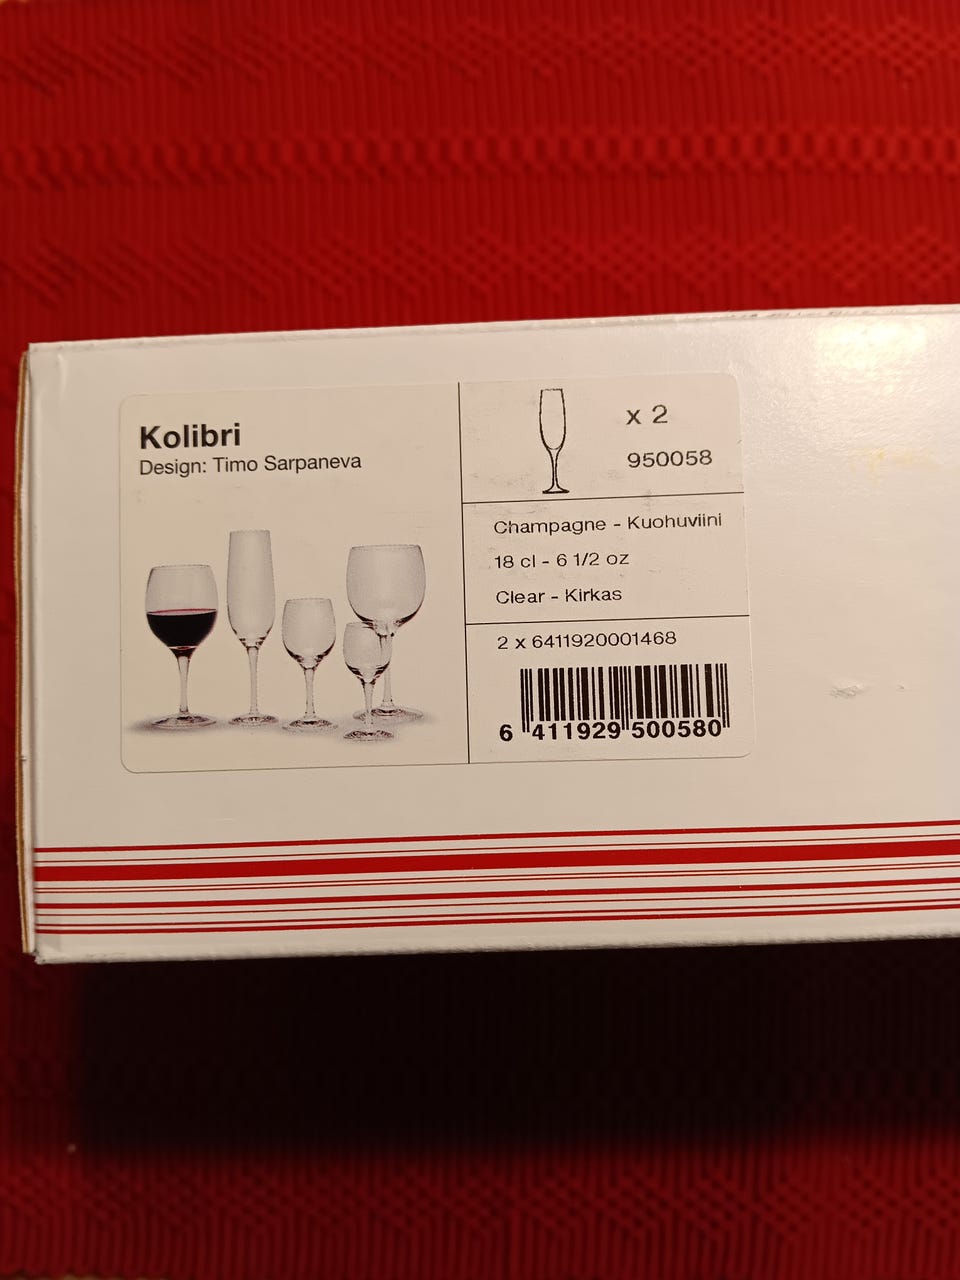 Kolibri
Design: Timo Sarpaneva
x 2
950058
Champagne - Kuohuviini
18 cl - 6 1/2 oz
Clear - Kirkas
2 x 6411920001468
6 411929 500580